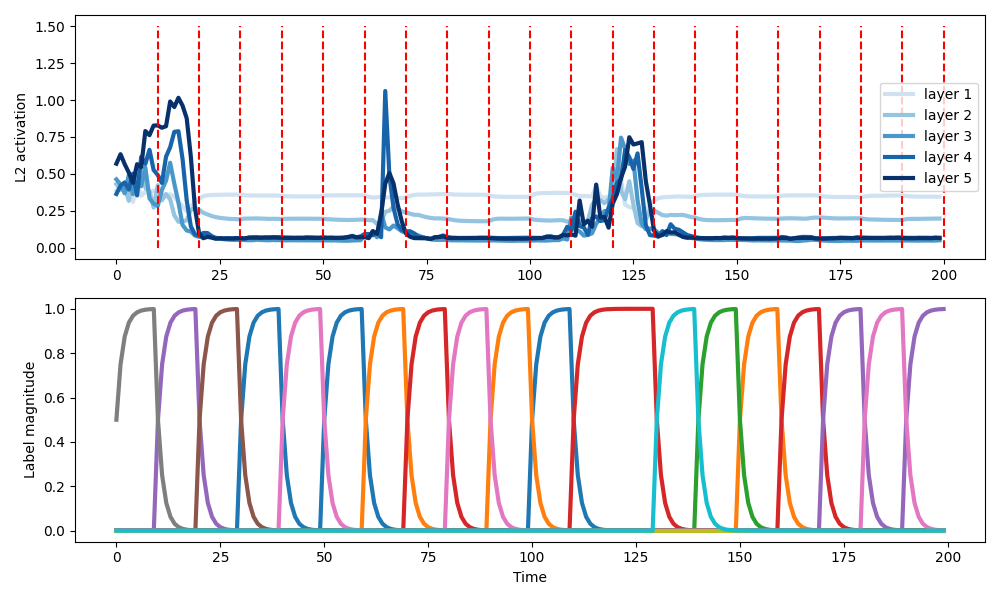 1.50
1.25
1.00
0.75
0.50
0.25
0.00
L2 activation
layer 1
layer 2
layer 3
layer 4
layer 5
0 25 50 75 100 125 150 175 200
1.0
0.8
0.6
0.4
0.2
0.0
Label magnitude
0 25 50 75 100 125 150 175 200
Time